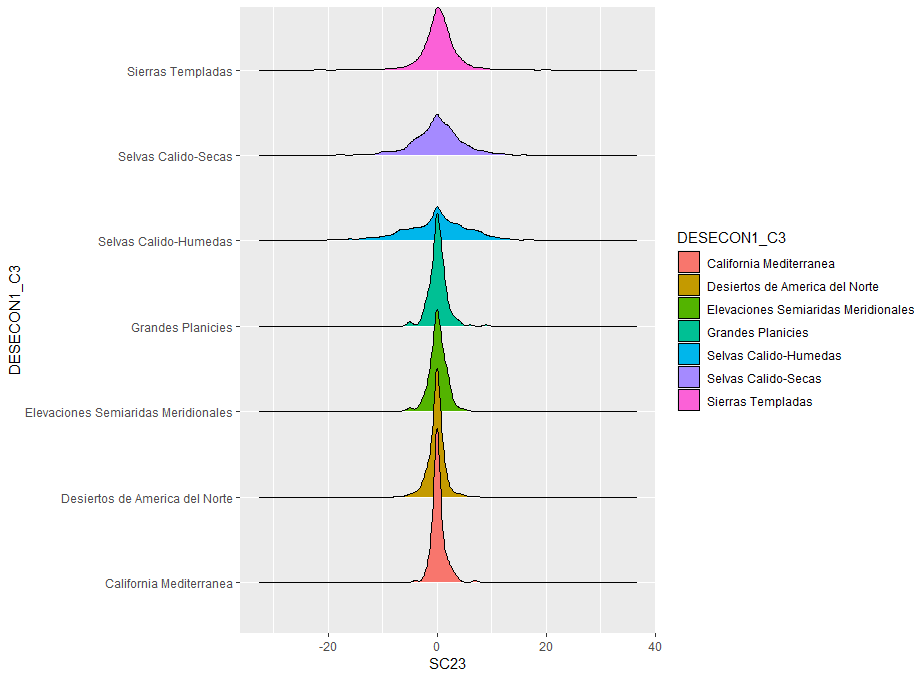 Sierras Templadas
Selvas Calido-Secas
Selvas Calido-Humedas
Grandes Planicies
Elevaciones Semiaridas Meridionales
Desiertos de America del Norte
California Mediterranea
DESECON1_C3
-20 0 20 40
SC23
DESECON1_C3
California Mediterranea
Desiertos de America del Norte
Elevaciones Semiaridas Meridionales
Grandes Planicies
Selvas Calido-Humedas
Selvas Calido-Secas
Sierras Templadas